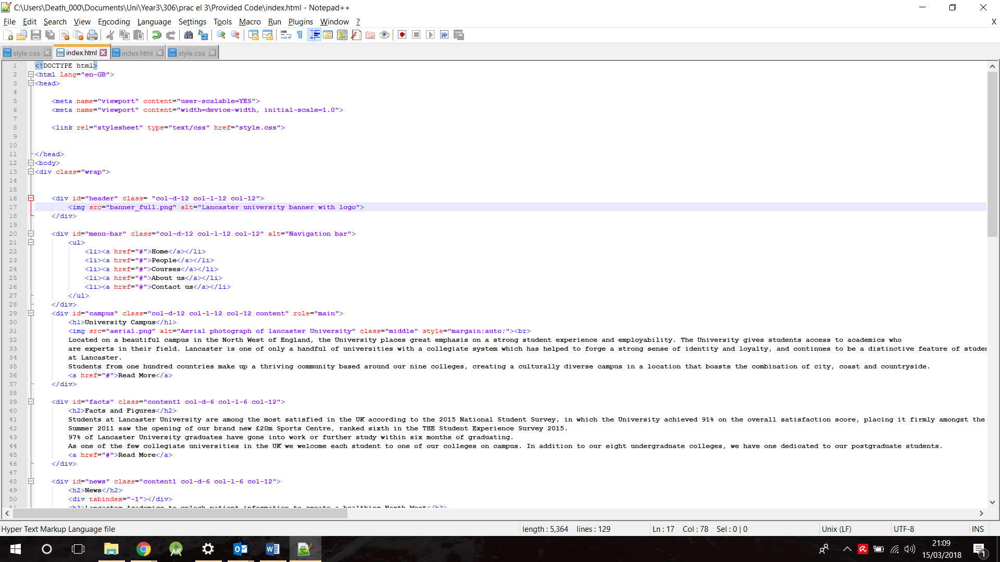 C:\Users\Death_000\Documents\Uni\Year3\306\prac el 3\Provided Code\index.html - Notepad++
File Edit Search View Encoding Language Settings Tools Macro Run Plugins Window ? X
style.css index.html index.html style.css
1 <!DOCTYPE html>
2 <html lang="en-GB">
3 <head>
4
5 <meta name="viewport" content="user-scalable=YES">
6 <meta name="viewport" content="width=device-width, initial-scale=1.0">
7
8 <link rel="stylesheet" type="text/css" href="style.css">
9
10
11 </head>
12 <body>
13 <div class="wrap">
14
15
16 <div id="header" class= "col-d-12 col-l-12 col-12">
17 <img src="banner_full.png" alt="Lancaster university banner with logo">
18 </div>
19
20 <div id="menu-bar" class="col-d-12 col-l-12 col-12" alt="Navigation bar">
21 <ul>
22 <li><a href="#">Home</a></li>
23 <li><a href="#">People</a></li>
24 <li><a href="#">Courses</a></li>
25 <li><a href="#">About us</a></li>
26 <li><a href="#">Contact us</a></li>
27 </ul>
28 </div>
29 <div id="campus" class="col-d-12 col-l-12 col-12 content" role="main">
30 <h1>University Campus</h1>
31 <img src="aerial.png" alt="Aerial photograph of lancaster University" class="middle" style="margain:auto;"><br>
32 Located on a beautiful campus in the North West of England, the University places great emphasis on a strong student experience and employability. The University gives students access to academics who
33 are experts in their field. Lancaster is one of only a handful of universities with a collegiate system which has helped to forge a strong sense of identity and loyalty, and continues to be a distinctive feature of studen
34 at Lancaster.
35 Students from one hundred countries make up a thriving community based around our nine colleges, creating a culturally diverse campus in a location that boasts the combination of city, coast and countryside.
36 <a href="#">Read More</a>
37 </div>
38
39 <div id="facts" class="content1 col-d-6 col-l-6 col-12">
40 <h2>Facts and Figures</h2>
41 Students at Lancaster University are among the most satisfied in the UK according to the 2015 National Student Survey, in which the University achieved 91% on the overall satisfaction score, placing it firmly amongst the
42 Summer 2011 saw the opening of our brand new £20m Sports Centre, ranked sixth in the THE Student Experience Survey 2015.
43 97% of Lancaster University graduates have gone into work or further study within six months of graduating.
44 As one of the few collegiate universities in the UK we welcome each student to one of our colleges on campus. In addition to our eight undergraduate colleges, we have one dedicated to our postgraduate students.
45 <a href="#">Read More</a>
46 </div>
47
48 <div id="news" class="content1 col-d-6 col-l-6 col-12">
49 <h2>News</h2>
50 <div tabindex="-1"></div>
51 <h3>Lancaster Academics to unlock patient information to create a healthier North West</h3>
Hyper Text Markup Language file length : 5,364 lines : 129 Ln : 17 Col : 78 Sel : 0 | 0 Unix (LF) UTF-8 INS
21:09
15/03/2018
1